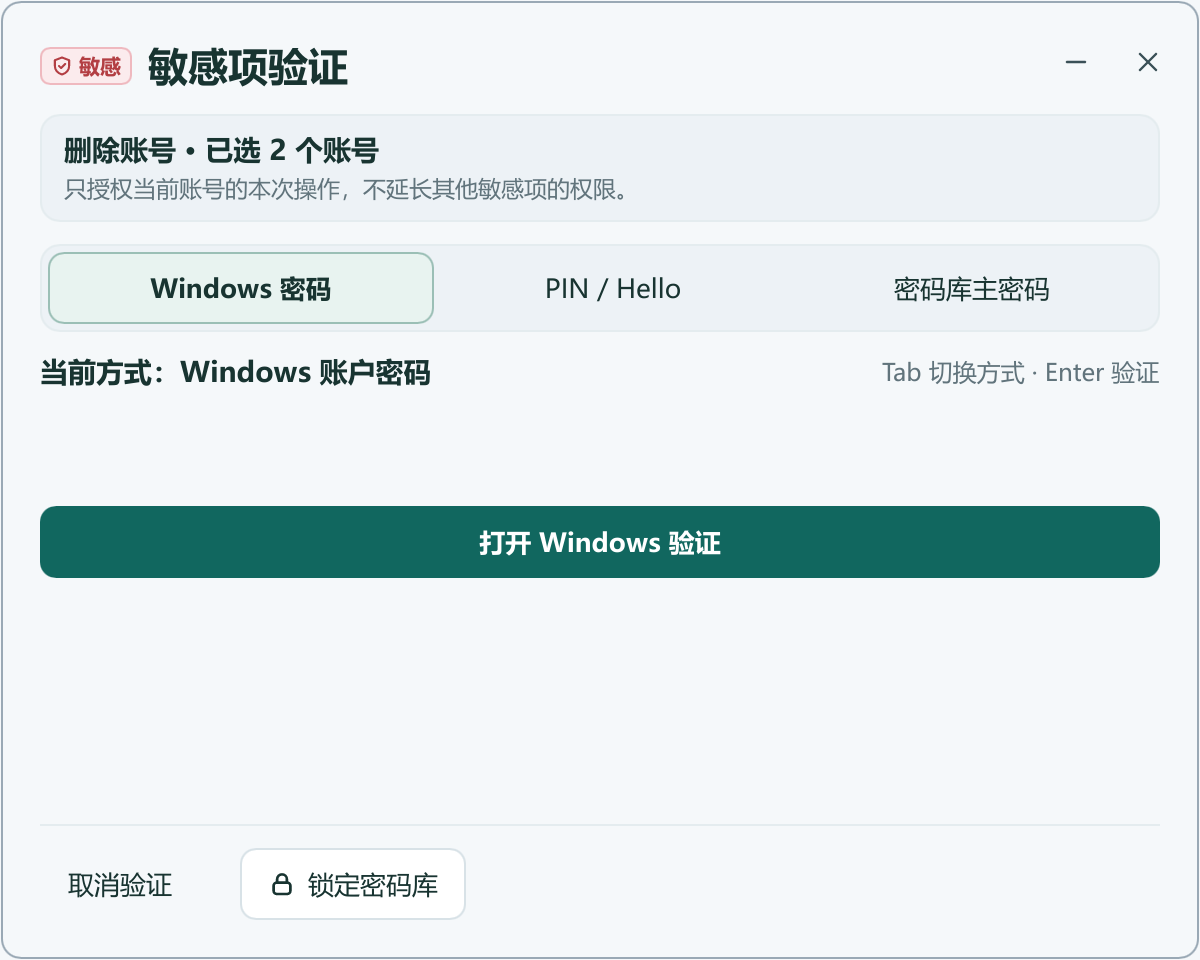 敏感 敏感项验证
删除账号・已选 2 个账号
只授权当前账号的本次操作，不延长其他敏感项的权限。
Windows 密码 PIN / Hello 密码库主密码
当前方式：Windows 账户密码 Tab 切换方式 · Enter 验证
打开 Windows 验证
取消验证 锁定密码库